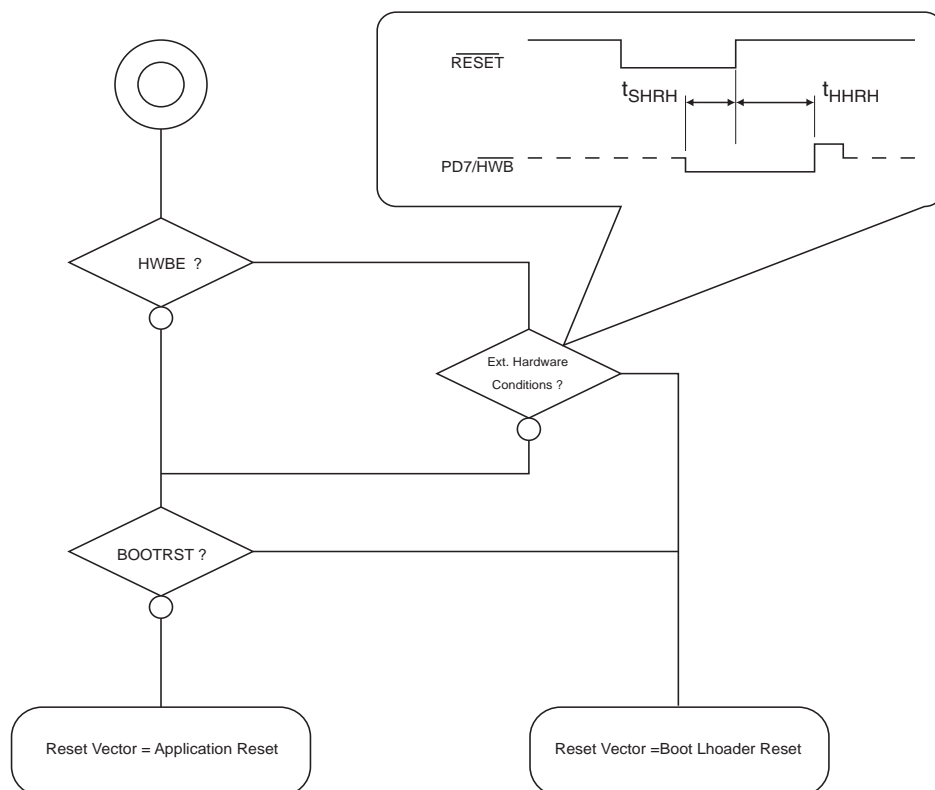 RESET
tSHRH
tHHRH
PD7/HWB
HWBE ?
Ext. Hardware
Conditions ?
BOOTRST ?
Reset Vector = Application Reset
Reset Vector =Boot Lhoader Reset